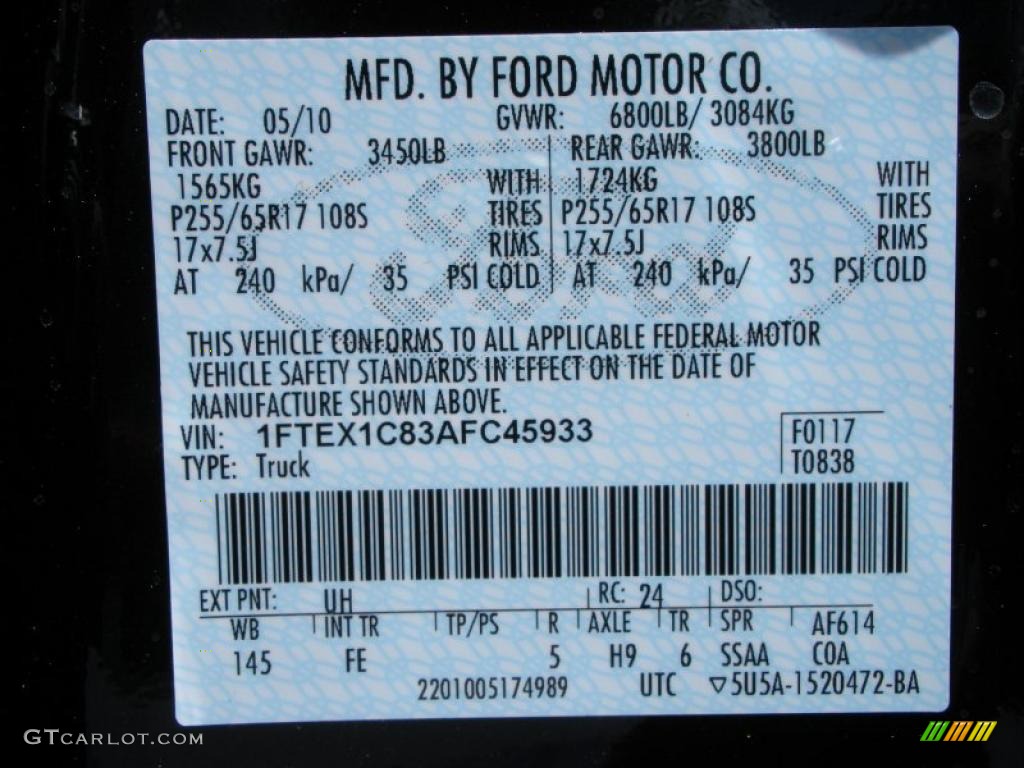 MFD. BY FORD MOTOR CO.
DATE: 05/10 GVWR: 6800LB/ 3084KG
FRONT GAWR: 3450LB REAR GAWR: 3800LB
1565KG WITH 1724KG WITH
P255/65R17 108S TIRES P255/65R17 108S TIRES
17x7.5J RIMS 17x7.5J RIMS
AT 240 kPa/ 35 PSI COLD AT 240 kPa/ 35 PSI COLD
THIS VEHICLE CONFORMS TO ALL APPLICABLE FEDERAL MOTOR
VEHICLE SAFETY STANDARDS IN EFFECT ON THE DATE OF
MANUFACTURE SHOWN ABOVE.
VIN: 1FTEX1C83AFC45933 F0117
TYPE: Truck T0838
EXT PNT: UH RC: 24 DSO:
WB INT TR TP/PS R AXLE TR SPR AF614
145 FE 5 H9 6 SSAA COA
2201005174989 UTC ▽5U5A-1520472-BA
GTCARLOT.COM